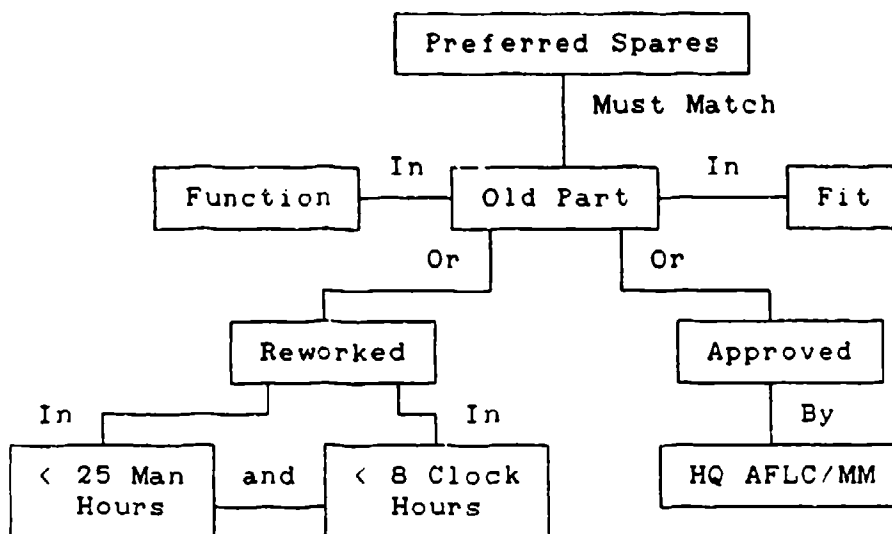 Preferred Spares
Must Match
Function
In
Old Part
In
Fit
Or
Or
Reworked
Approved
In
In
By
< 25 Man
Hours
and
< 8 Clock
Hours
HQ AFLC/MM